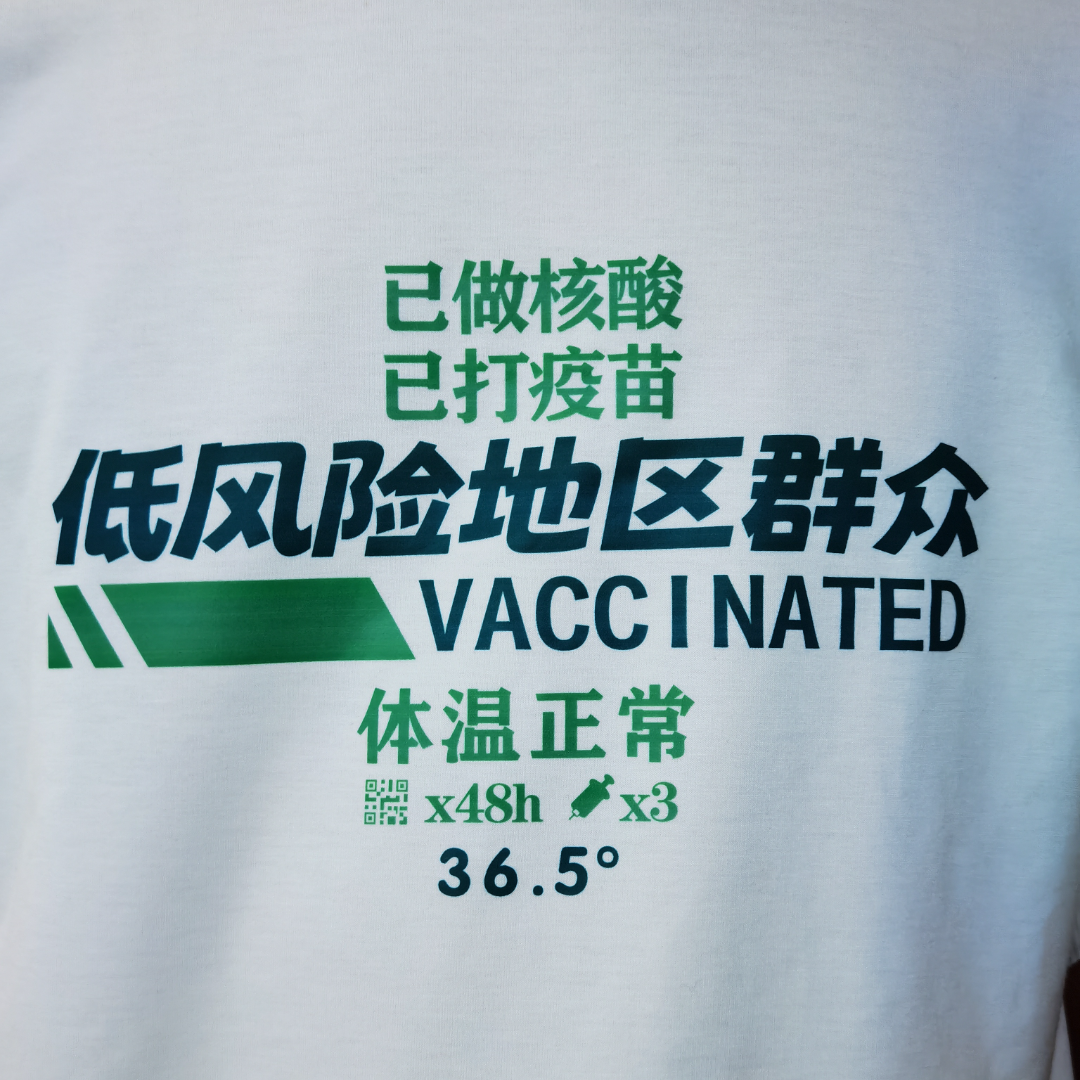 已做核酸
已打疫苗
低风险地区群众
VACCINATED
体温正常
x48h x3
36.5°